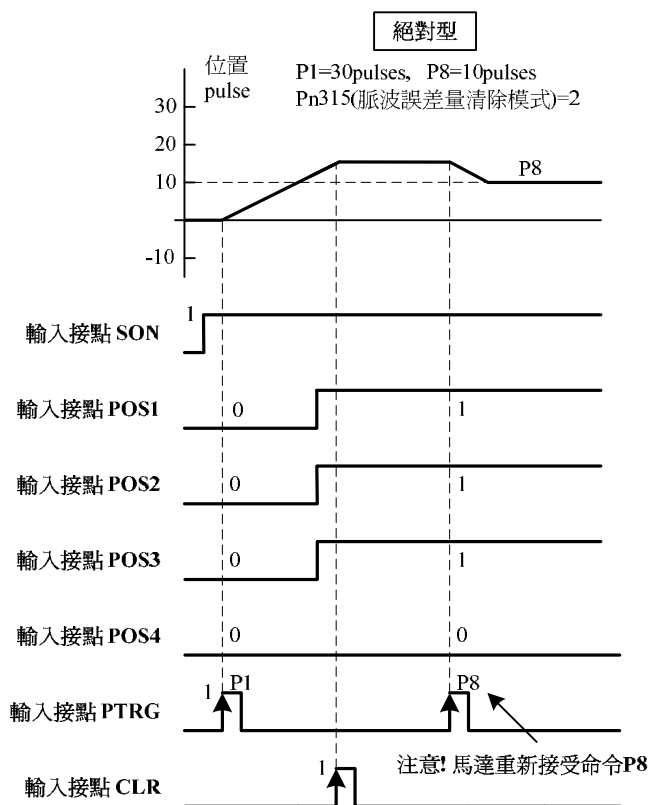 絕對型
位置
pulse
P1=30pulses, P8=10pulses
Pn315(脈波誤差量清除模式)=2
30
20
10
-10
P8
輸入接點 SON
1
輸入接點 POS1
0
1
輸入接點 POS2
0
1
輸入接點 POS3
0
1
輸入接點 POS4
0
0
輸入接點 PTRG
1
P1
P8
注意! 馬達重新接受命令P8
輸入接點 CLR
1